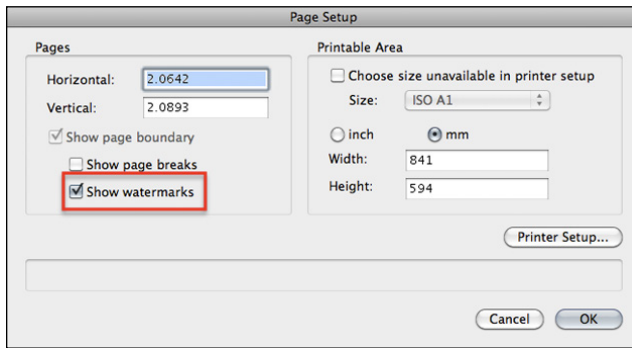 Page Setup
Pages
Horizontal: 2.0642
Vertical: 2.0893
Show page boundary
Show page breaks
Show watermarks
Printable Area
Choose size unavailable in printer setup
Size: ISO A1
inch mm
Width: 841
Height: 594
Printer Setup...
Cancel OK